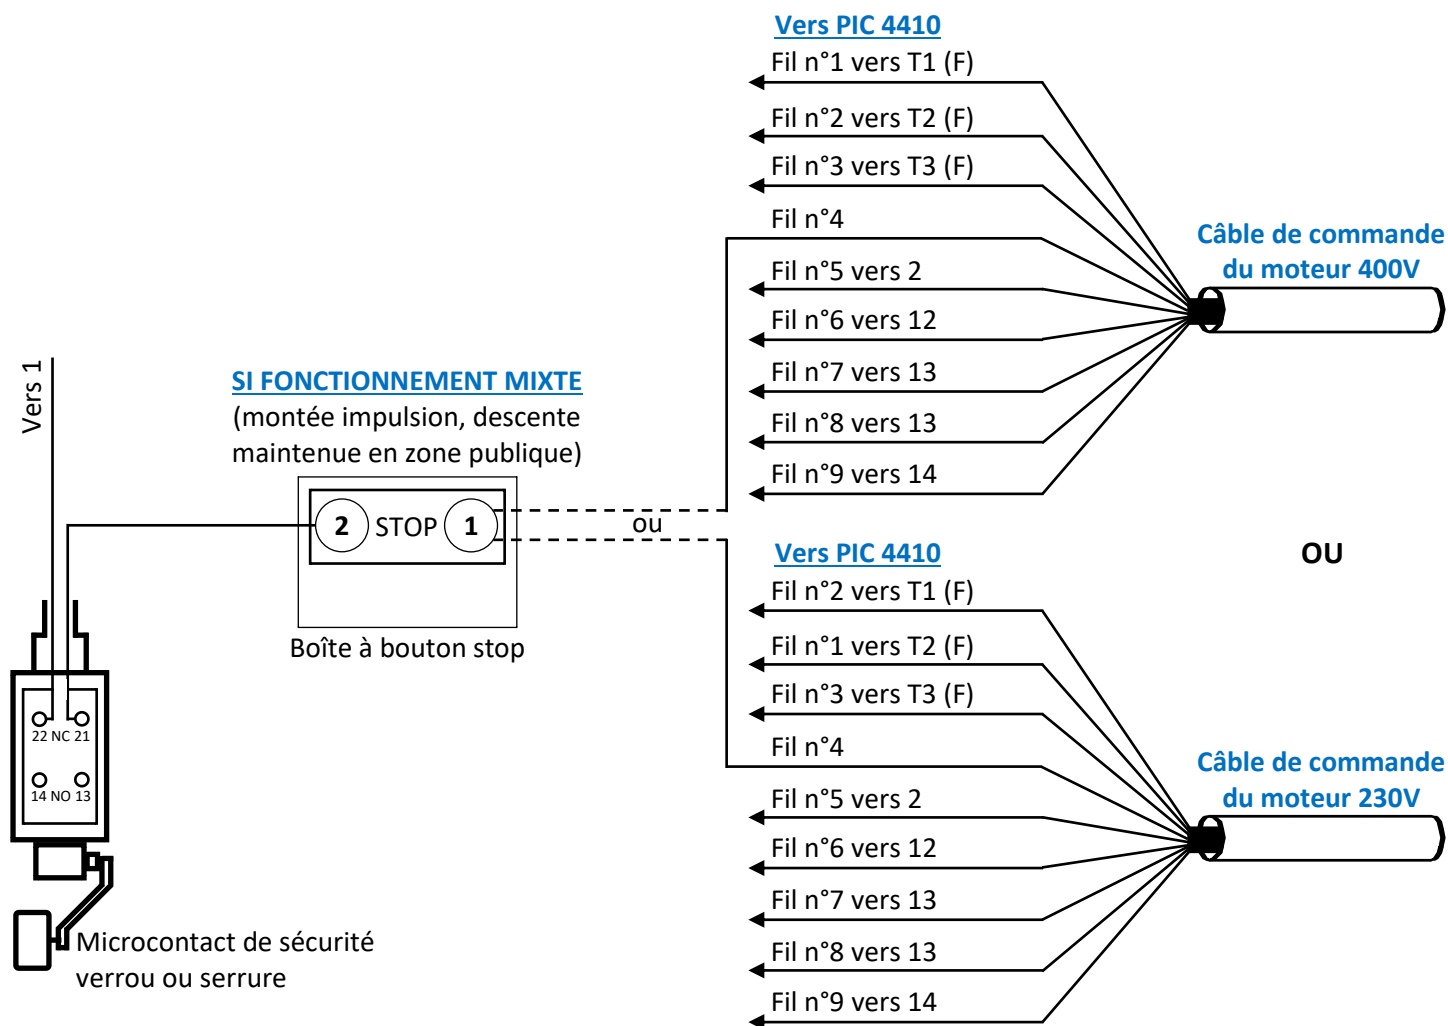 Vers PIC 4410
Fil n°1 vers T1 (F)
Fil n°2 vers T2 (F)
Fil n°3 vers T3 (F)
Fil n°4
Fil n°5 vers 2
Fil n°6 vers 12
Fil n°7 vers 13
Fil n°8 vers 13
Fil n°9 vers 14
Câble de commande
du moteur 400V
Vers 1
SI FONCTIONNEMENT MIXTE
(montée impulsion, descente
maintenue en zone publique)
2 STOP 1
ou
Boîte à bouton stop
OU
Vers PIC 4410
Fil n°2 vers T1 (F)
Fil n°1 vers T2 (F)
Fil n°3 vers T3 (F)
Fil n°4
Fil n°5 vers 2
Fil n°6 vers 12
Fil n°7 vers 13
Fil n°8 vers 13
Fil n°9 vers 14
Câble de commande
du moteur 230V
22 NC 21
14 NO 13
Microcontact de sécurité
verrou ou serrure